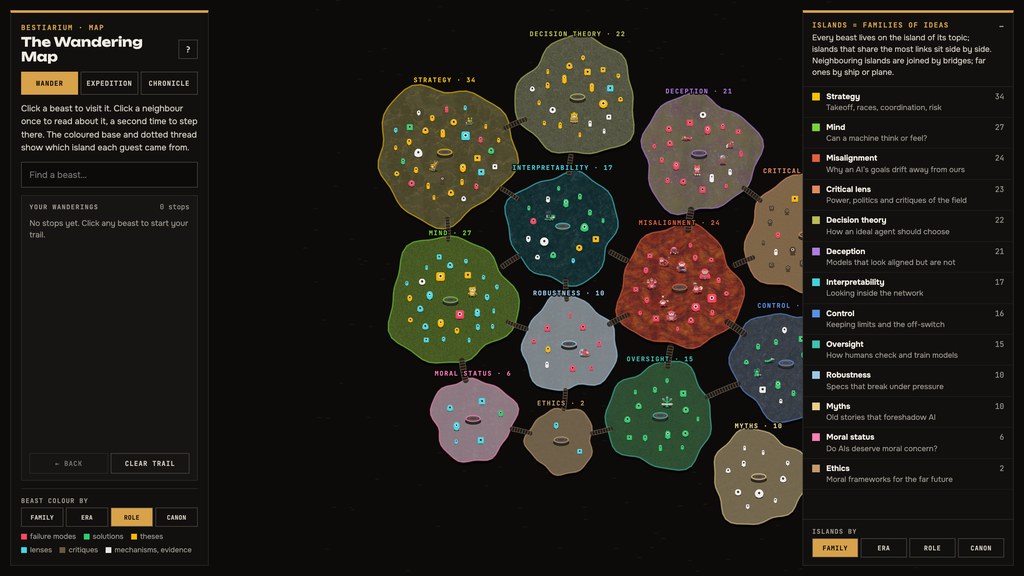 BESTIARIUM · MAP
The Wandering
Map
?
WANDER
EXPEDITION
CHRONICLE
Click a beast to visit it. Click a neighbour
once to read about it, a second time to step
there. The coloured base and dotted thread
show which island each guest came from.
Find a beast…
YOUR WANDERINGS
0 stops
No stops yet. Click any beast to start your
trail.
← BACK
CLEAR TRAIL
BEAST COLOUR BY
FAMILY
ERA
ROLE
CANON
failure modes
solutions
theses
lenses
critiques
mechanisms, evidence
DECISION THEORY · 22
STRATEGY · 34
DECEPTION · 21
INTERPRETABILITY · 17
CRITICAL
MISALIGNMENT · 24
MIND · 27
ROBUSTNESS · 10
CONTROL ·
OVERSIGHT · 15
MORAL STATUS · 6
ETHICS · 2
MYTHS · 10
ISLANDS = FAMILIES OF IDEAS
–
Every beast lives on the island of its topic;
islands that share the most links sit side by side.
Neighbouring islands are joined by bridges; far
ones by ship or plane.
Strategy 34
Takeoff, races, coordination, risk
Mind 27
Can a machine think or feel?
Misalignment 24
Why an AI's goals drift away from ours
Critical lens 23
Power, politics and critiques of the field
Decision theory 22
How an ideal agent should choose
Deception 21
Models that look aligned but are not
Interpretability 17
Looking inside the network
Control 16
Keeping limits and the off-switch
Oversight 15
How humans check and train models
Robustness 10
Specs that break under pressure
Myths 10
Old stories that foreshadow AI
Moral status 6
Do AIs deserve moral concern?
Ethics 2
Moral frameworks for the far future
ISLANDS BY
FAMILY
ERA
ROLE
CANON